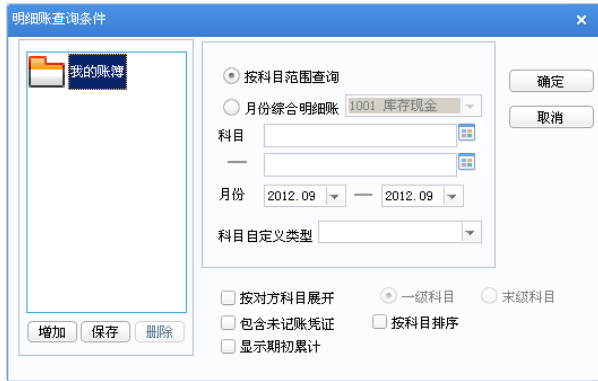 明细账查询条件
我的账簿
按科目范围查询
确定
月份综合明细账 1001 库存现金
取消
科目
月份 2012.09 — 2012.09
科目自定义类型
按对方科目展开 一级科目 末级科目
增加 保存 删除
包含未记账凭证 按科目排序
显示期初累计